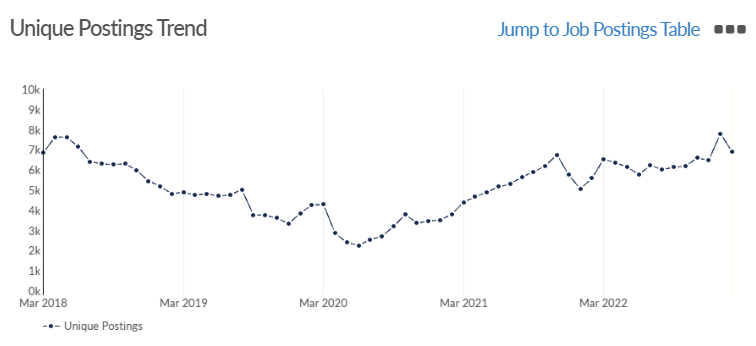 Unique Postings Trend
Jump to Job Postings Table
10k
9k
8k
7k
6k
5k
4k
3k
2k
1k
0k
Mar 2018
Mar 2019
Mar 2020
Mar 2021
Mar 2022
Unique Postings